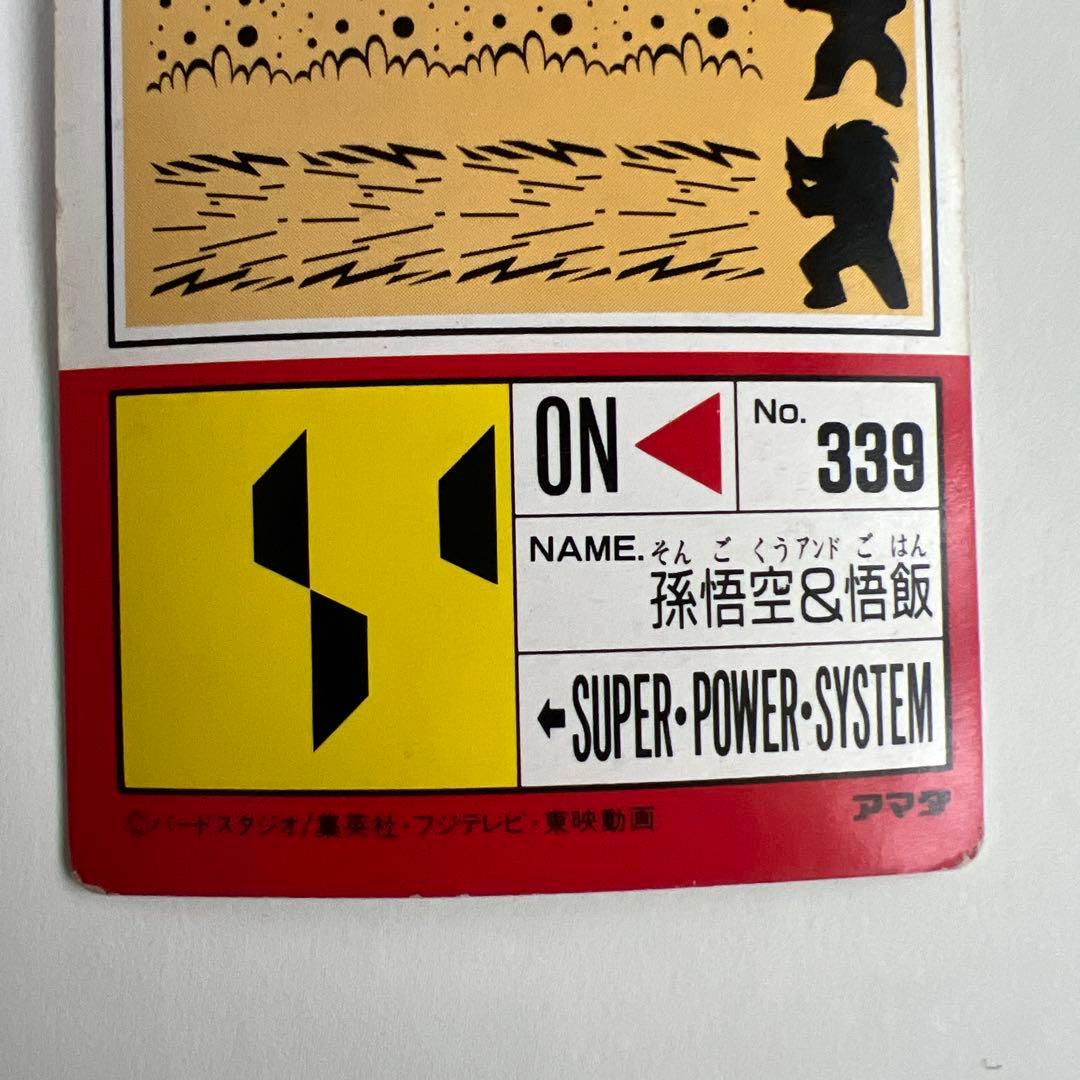 ON
No.
339
NAME.
そん ご くう アンド ご はん
孫悟空&悟飯
SUPER・POWER・SYSTEM
アマダ
©バードスタジオ/集英社・フジテレビ・東映動画